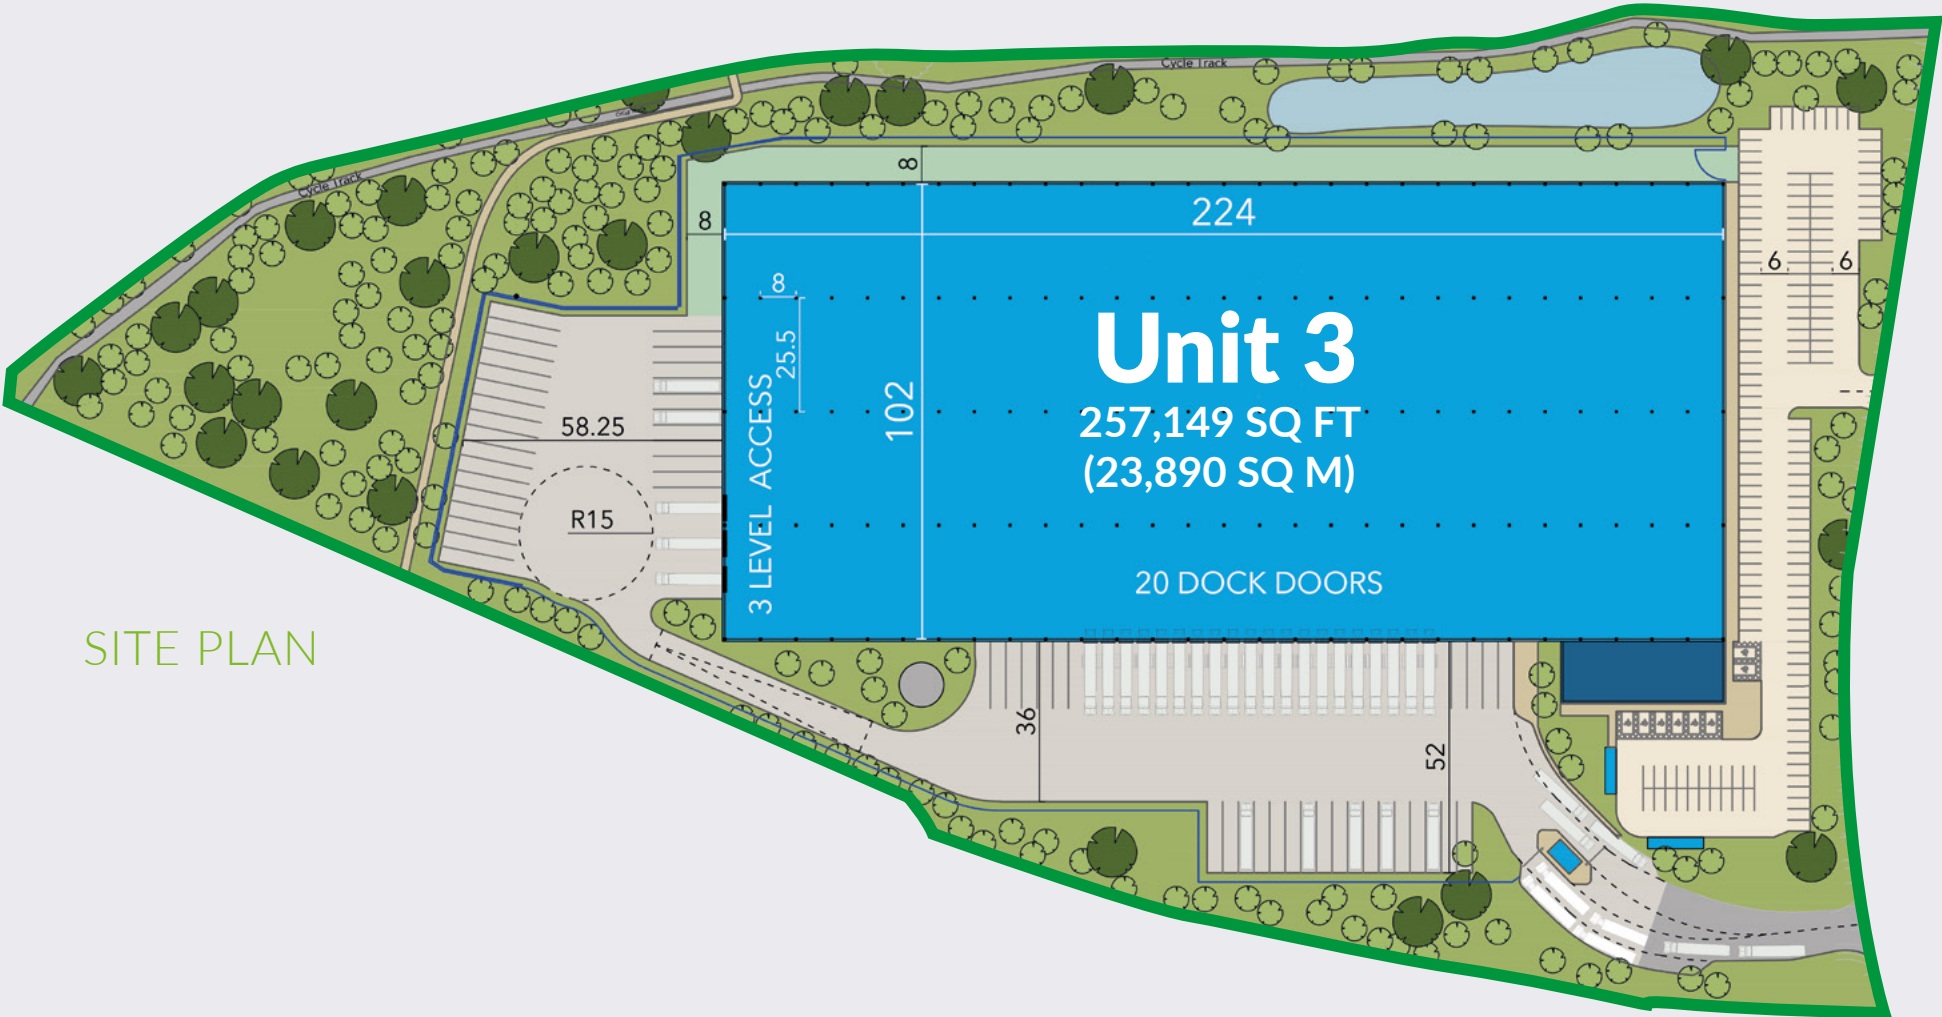 Cycle Track
Cycle Track
8
224
8
6
6
8
25.5
Unit 3
257,149 SQ FT
(23,890 SQ M)
102
58.25
3 LEVEL ACCESS
R15
20 DOCK DOORS
SITE PLAN
36
52